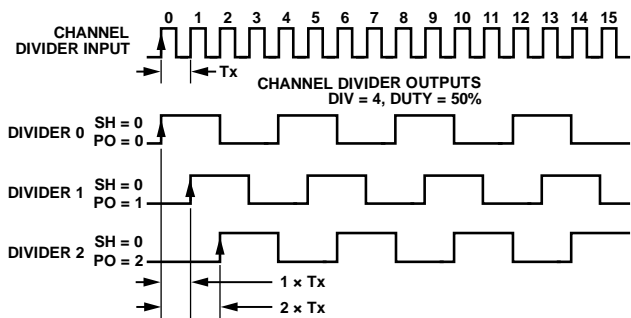 0 1 2 3 4 5 6 7 8 9 10 11 12 13 14 15
CHANNEL
DIVIDER INPUT
Tx
CHANNEL DIVIDER OUTPUTS
DIV = 4, DUTY = 50%
DIVIDER 0
SH = 0
PO = 0
DIVIDER 1
SH = 0
PO = 1
DIVIDER 2
SH = 0
PO = 2
1 × Tx
2 × Tx